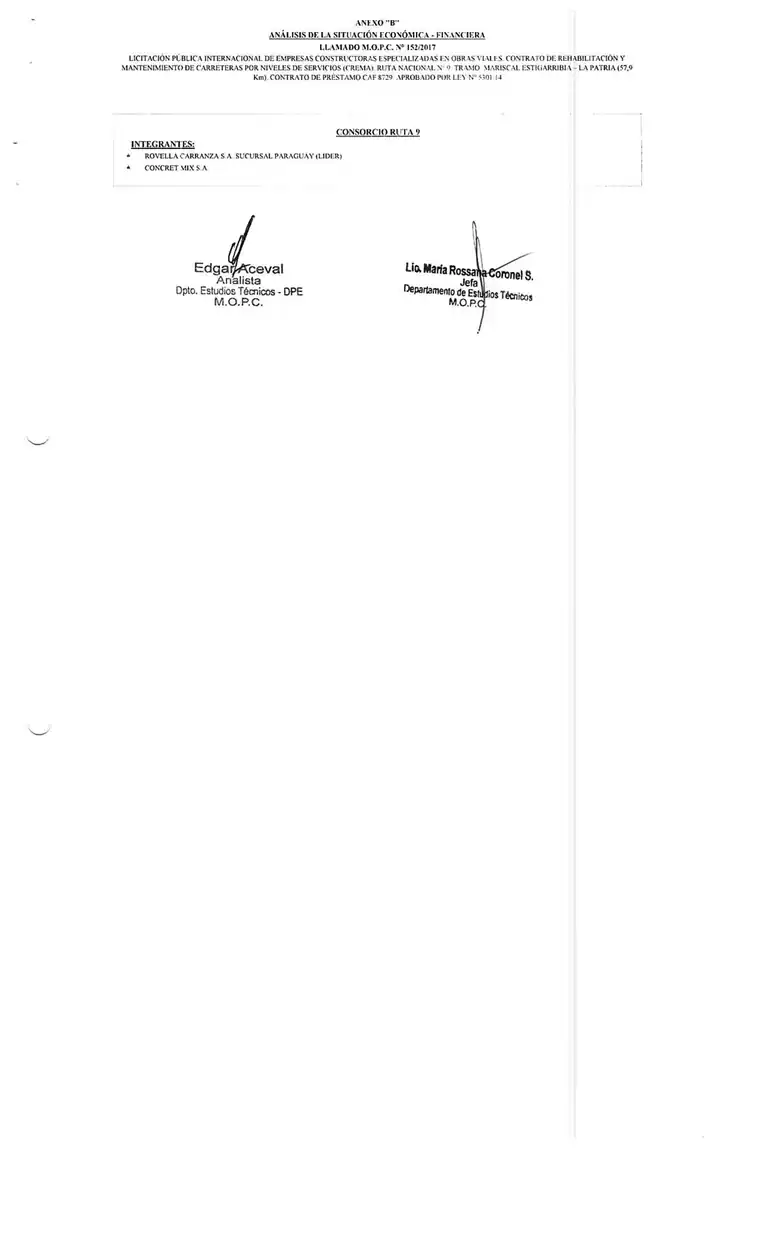 ANEXO "B"
ANÁLISIS DE LA SITUACIÓN ECONÓMICA - FINANCIERA
LLAMADO M.O.P.C. Nº 152/2017
LICITACIÓN PÚBLICA INTERNACIONAL DE EMPRESAS CONSTRUCTORAS ESPECIALIZADAS EN OBRAS VIALES. CONTRATO DE REHABILITACIÓN Y
MANTENIMIENTO DE CARRETERAS POR NIVELES DE SERVICIOS (CREMA). RUTA NACIONAL Nº 9. TRAMO MARISCAL ESTIGARRIBIA - LA PATRIA (57,9
Km). CONTRATO DE PRÉSTAMO CAF 8729. APROBADO POR LEY Nº 5301/14
CONSORCIO RUTA 9
INTEGRANTES:
* ROVELLA CARRANZA S.A. SUCURSAL PARAGUAY (LIDER)
* CONCRET MIX S.A.
Edgar Aceval
Analista
Dpto. Estudios Técnicos - DPE
M.O.P.C.
Lic. María Rossana Coronel S.
Jefa
Departamento de Estudios Técnicos
M.O.P.C.